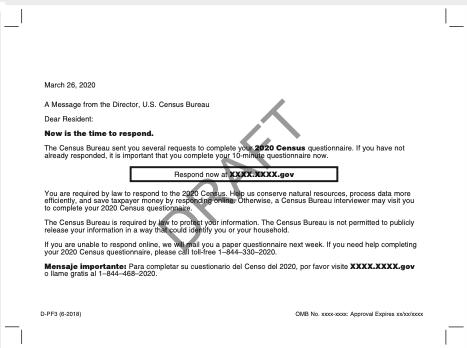 March 26, 2020
A Message from the Director, U.S. Census Bureau
Dear Resident:
Now is the time to respond.
The Census Bureau sent you several requests to complete your 2020 Census questionnaire. If you have not
already responded, it is important that you complete your 10-minute questionnaire now.
Respond now at XXXX.XXXX.gov
You are required by law to respond to the 2020 Census. Help us conserve natural resources, process data more
efficiently, and save taxpayer money by responding online. Otherwise, a Census Bureau interviewer may visit you
to complete your 2020 Census questionnaire.
The Census Bureau is required by law to protect your information. The Census Bureau is not permitted to publicly
release your information in a way that could identify you or your household.
If you are unable to respond online, we will mail you a paper questionnaire next week. If you need help completing
your 2020 Census questionnaire, please call toll-free 1–844–330–2020.
Mensaje importante: Para completar su cuestionario del Censo del 2020, por favor visite XXXX.XXXX.gov
o llame gratis al 1–844–468–2020.
DRAFT
D-PF3 (6-2018)
OMB No. xxxx-xxxx: Approval Expires xx/xx/xxxx